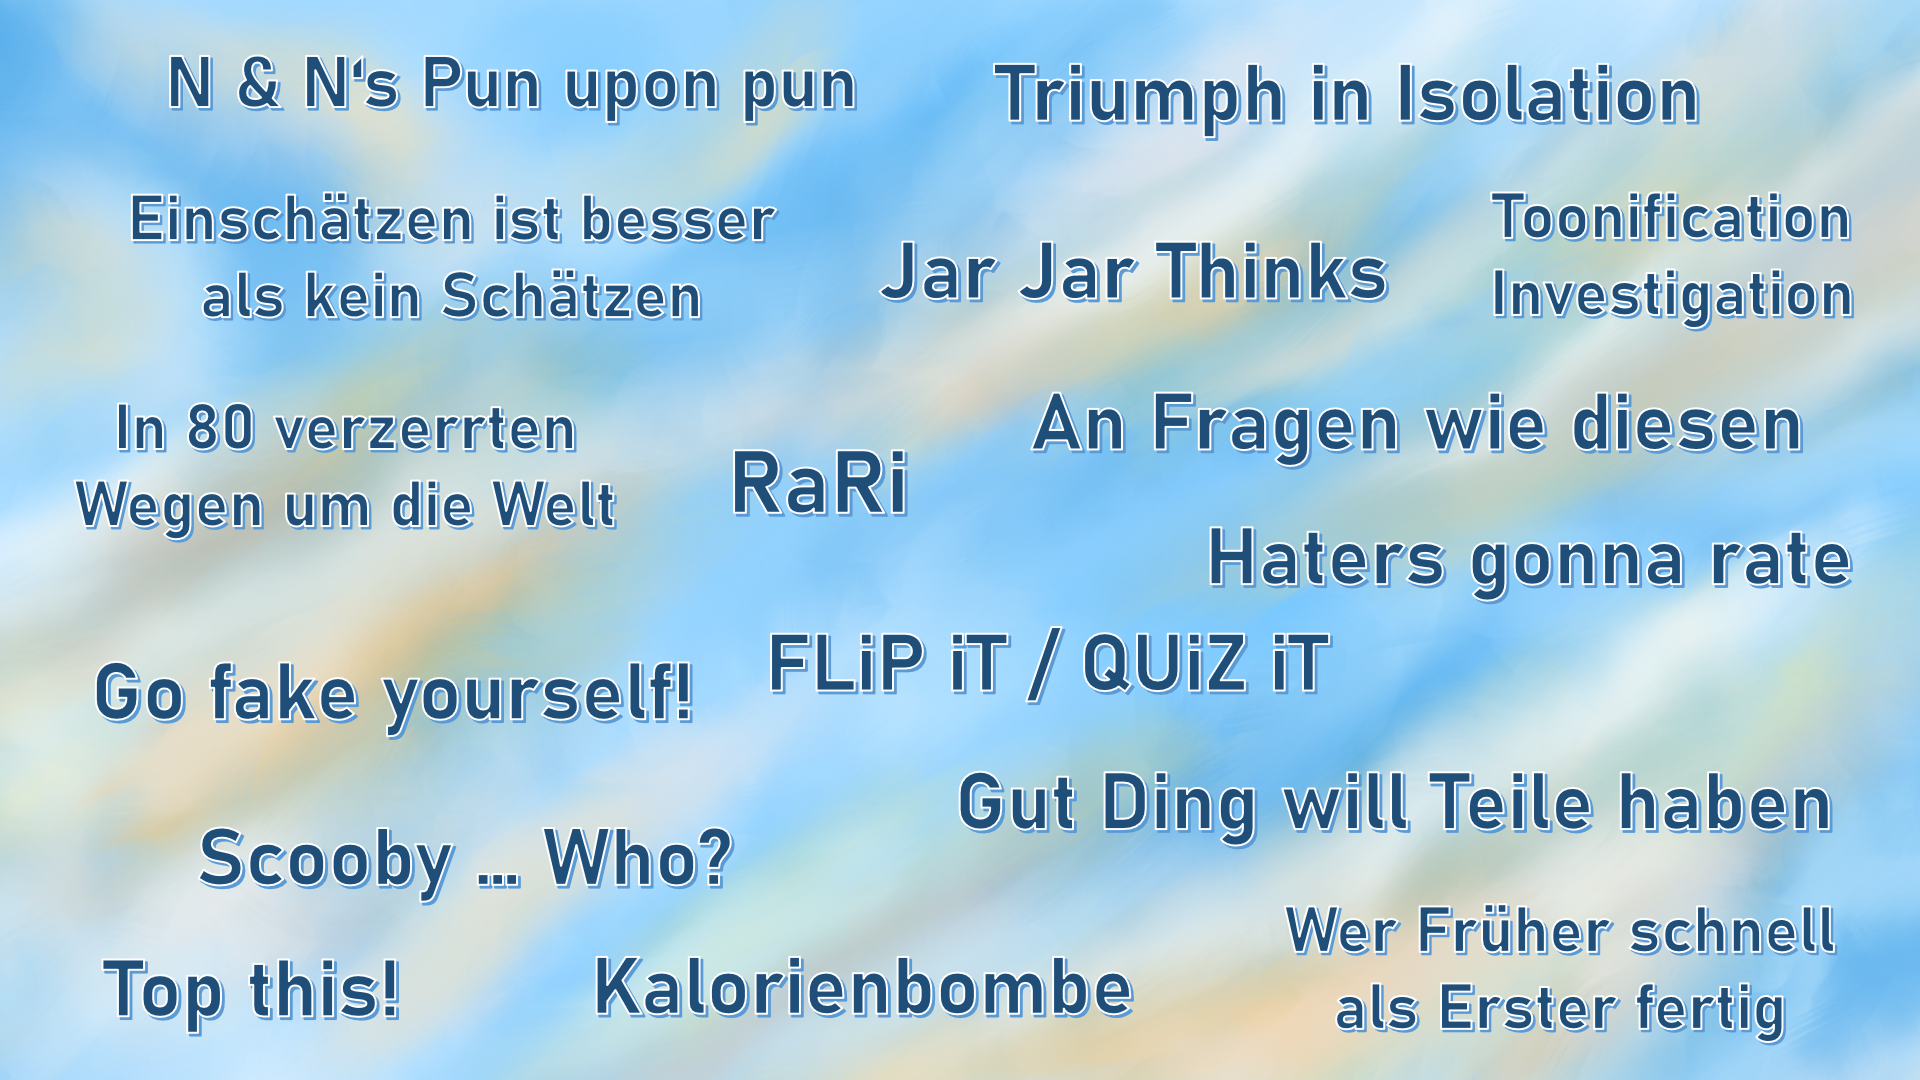 N & N‘s Pun upon pun
Triumph in Isolation
Einschätzen ist besser
als kein Schätzen
Jar Jar Thinks
Toonification
Investigation
In 80 verzerrten
Wegen um die Welt
RaRi
An Fragen wie diesen
Haters gonna rate
Go fake yourself!
FLiP iT / QUiZ iT
Gut Ding will Teile haben
Scooby … Who?
Top this!
Kalorienbombe
Wer Früher schnell
als Erster fertig